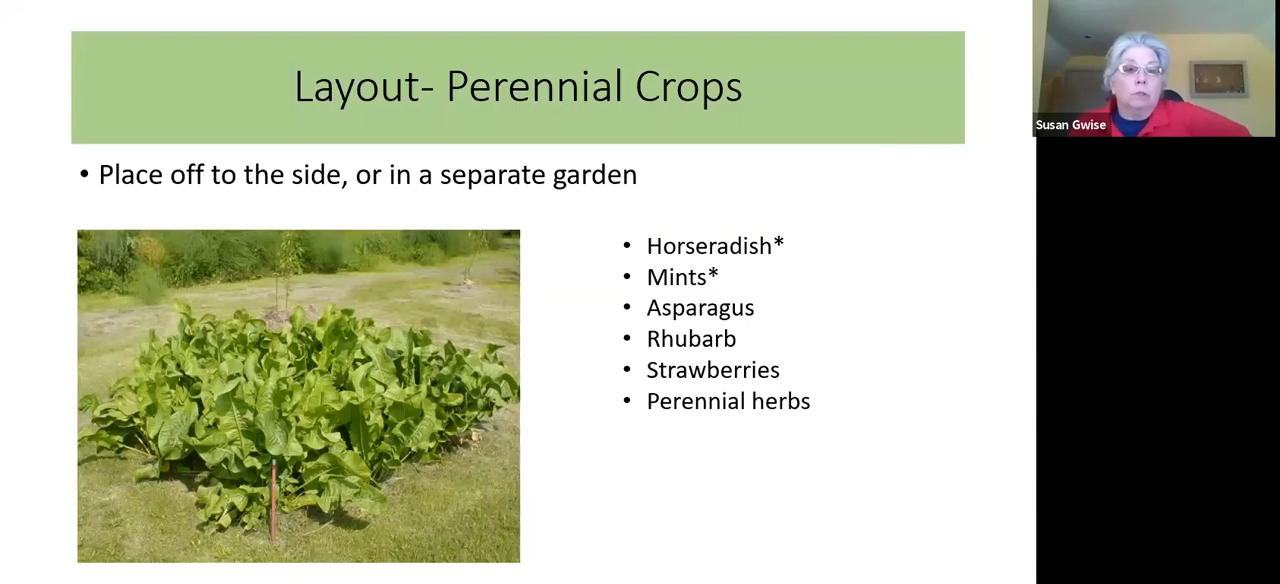 Layout- Perennial Crops
Susan Gwise
• Place off to the side, or in a separate garden
• Horseradish*
• Mints*
• Asparagus
• Rhubarb
• Strawberries
• Perennial herbs